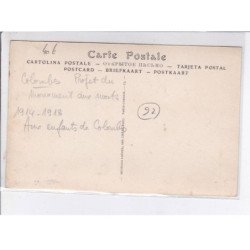 6t
Carte Postale
CARTOLINA POSTALE - ОТКРЫТОЕ ПИСЬМО - TARJETA POSTAL
POSTCARD - BRIEFKAART - POSTKAART
Colombes Projet du
Monument aux morts
1914-1918
Aux enfants de Colombes
92